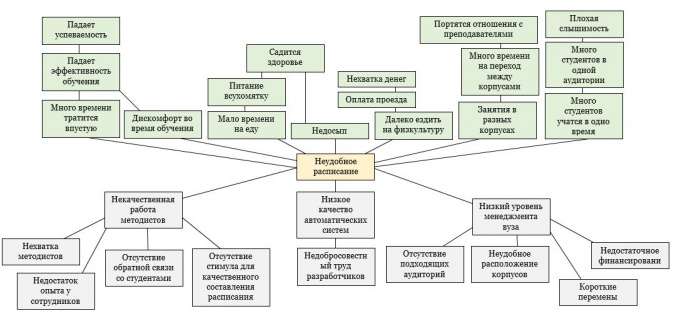 Падает
успеваемость
Падает
эффективность
обучения
Много времени
тратится
впустую
Дискомфорт во
время обучения
Садится
здоровье
Питание
всухомятку
Мало времени
на еду
Недосып
Нехватка денег
Оплата проезда
Далеко ездить
на физкультуру
Портятся отношения с
преподавателями
Много времени
на переход
между
корпусами
Занятия в
разных
корпусах
Плохая
слышимость
Много
студентов в
одной
аудитории
Много
студентов
учатся в одно
время
Неудобное
расписание
Некачественная
работа
методистов
Нехватка
методистов
Недостаток
опыта у
сотрудников
Отсутствие
обратной связи
со студентами
Отсутствие
стимула для
качественного
составления
расписания
Низкое
качество
автоматических
систем
Недобросовестн
ый труд
разработчиков
Низкий уровень
менеджмента
вуза
Отсутствие
подходящих
аудиторий
Неудобное
расположение
корпусов
Короткие
перемены
Недостаточное
финансировани